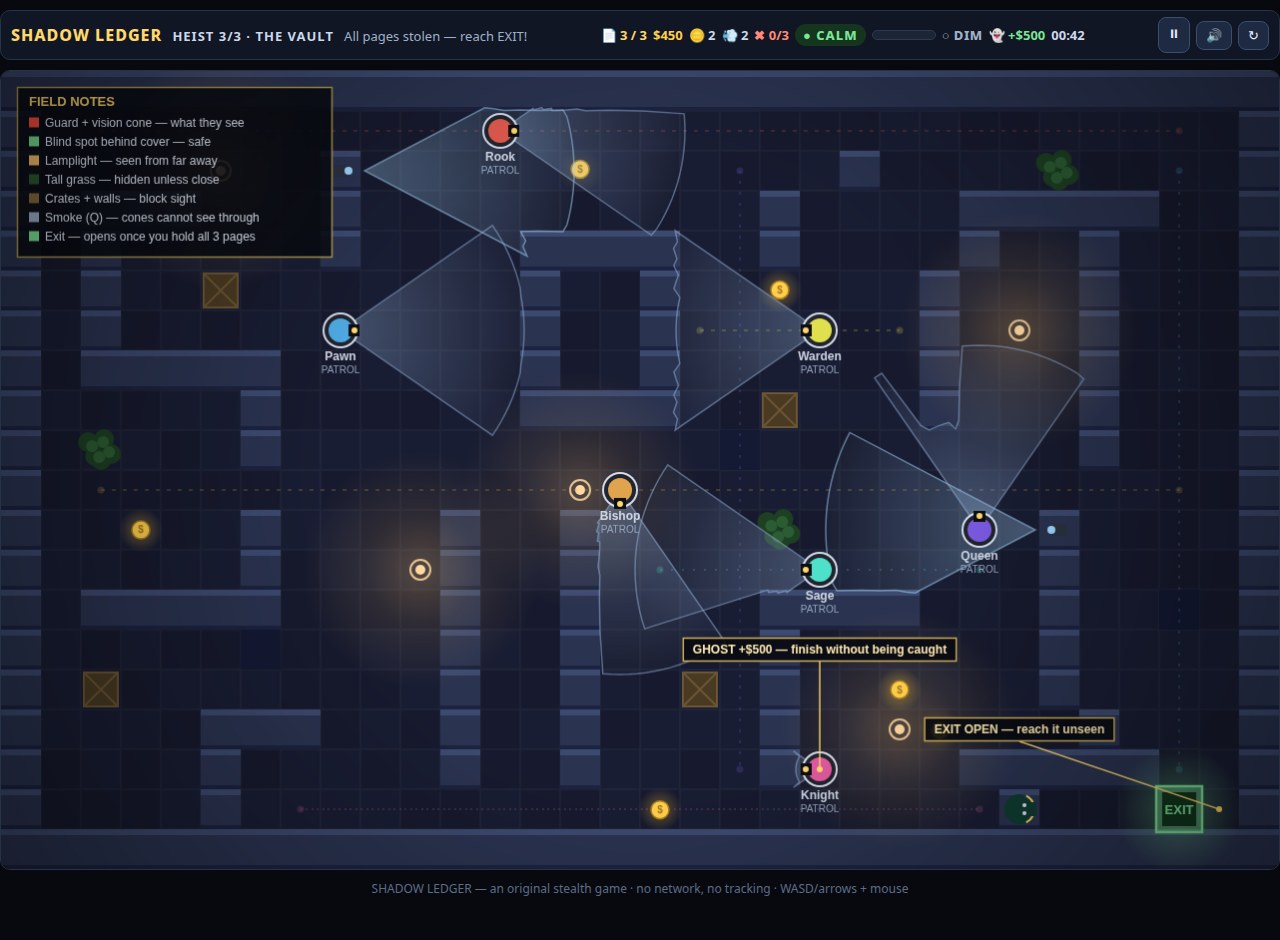 SHADOW LEDGER HEIST 3/3 · THE VAULT All pages stolen — reach EXIT! 3 / 3 $450 2 2 ✖ 0/3 ● CALM ○ DIM +$500 00:42
FIELD NOTES
Guard + vision cone — what they see
Blind spot behind cover — safe
Lamplight — seen from far away
Tall grass — hidden unless close
Crates + walls — block sight
Smoke (Q) — cones cannot see through
Exit — opens once you hold all 3 pages
Rook
PATROL
$
$
Pawn
PATROL
Warden
PATROL
Bishop
PATROL
$
Queen
PATROL
Sage
PATROL
GHOST +$500 — finish without being caught
$
EXIT OPEN — reach it unseen
Knight
PATROL
$
EXIT
SHADOW LEDGER — an original stealth game · no network, no tracking · WASD/arrows + mouse